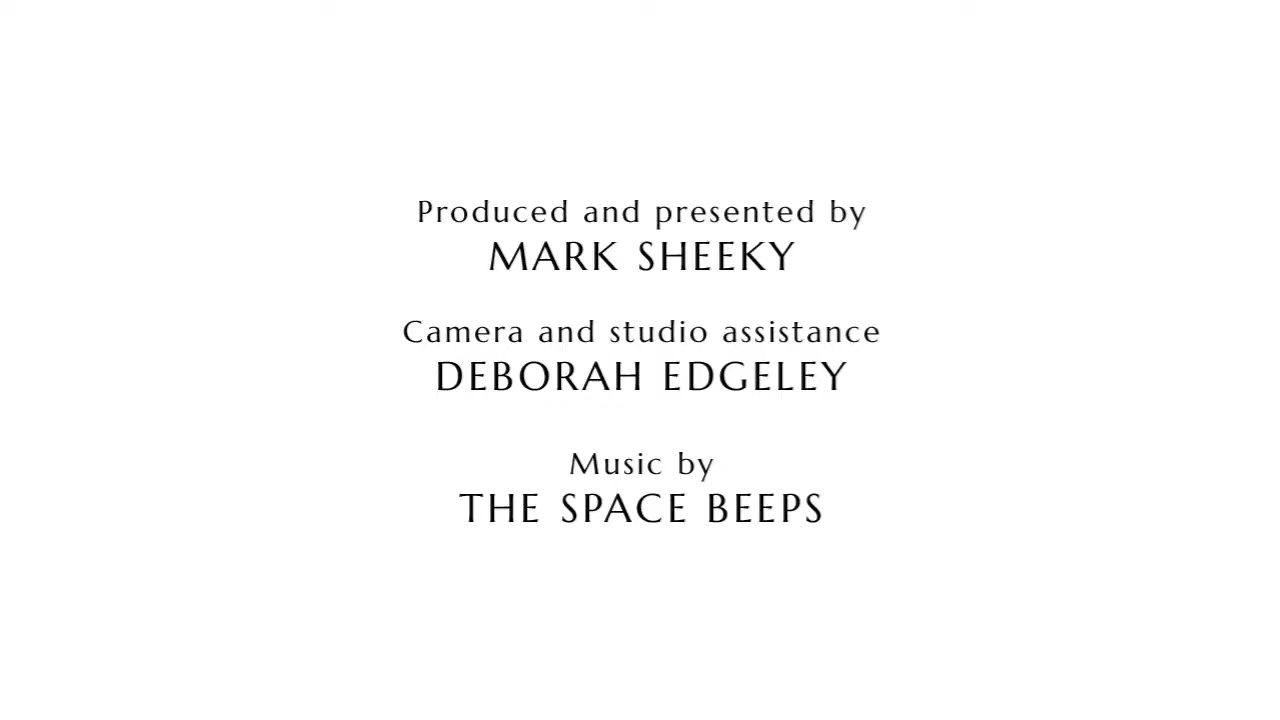 Produced and presented by
MARK SHEEKY
Camera and studio assistance
DEBORAH EDGELEY
Music by
THE SPACE BEEPS